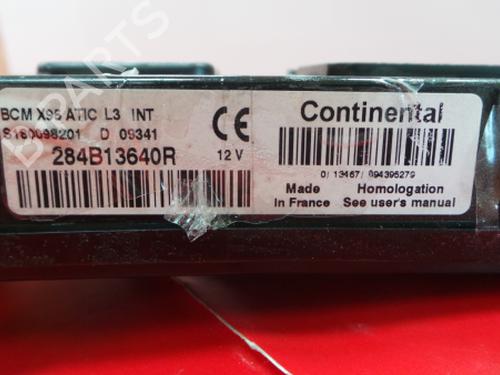 BCM X95 ATIC L3 INT
S180098201 D 09341
284B13640R 12 V
CE
Continental
Made in France
Homologation See user's manual